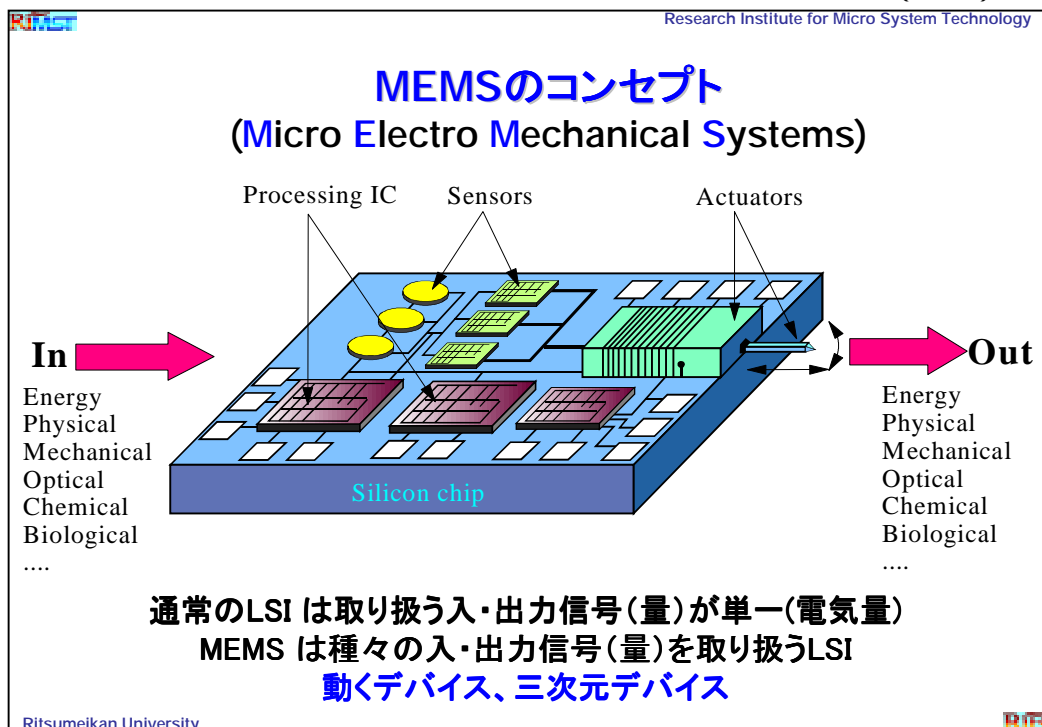 RIMST
Research Institute for Micro System Technology
MEMSのコンセプト
(Micro Electro Mechanical Systems)
Processing IC
Sensors
Actuators
In
Out
Energy
Physical
Mechanical
Optical
Chemical
Biological
....
Energy
Physical
Mechanical
Optical
Chemical
Biological
....
Silicon chip
通常のLSI は取り扱う入・出力信号(量)が単一(電気量)
MEMS は種々の入・出力信号(量)を取り扱うLSI
動くデバイス、三次元デバイス
Ritsumeikan University